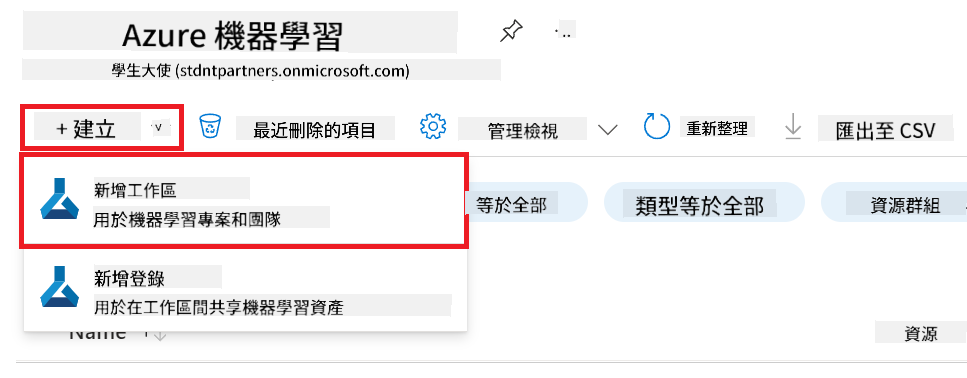 Azure 機器學習
學生大使 (stdntpartners.onmicrosoft.com)
+ 建立
最近刪除的項目
管理檢視
重新整理
匯出至 CSV
新增工作區
用於機器學習專案和團隊
等於全部
類型等於全部
資源群組
新增登錄
用於在工作區間共享機器學習資產
Name
資源